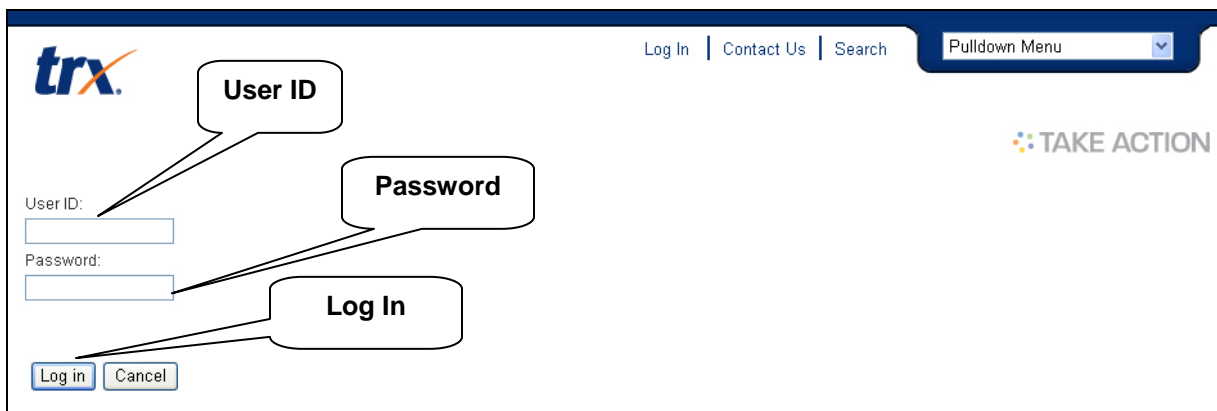 trx.
Log In | Contact Us | Search
Pulldown Menu
User ID
TAKE ACTION
Password
User ID:
Password:
Log In
Log in
Cancel